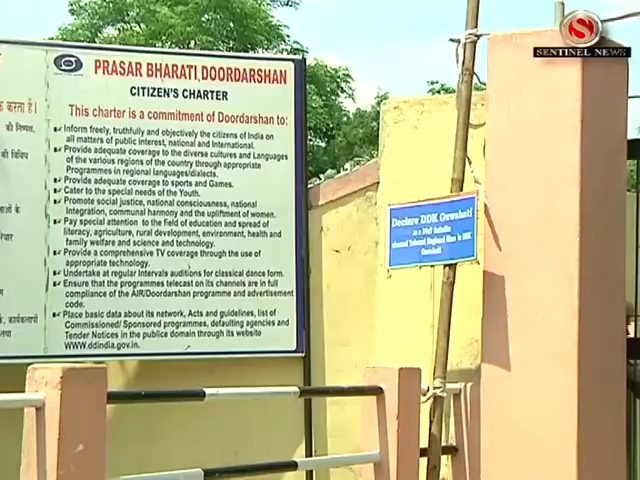 क करता है।
की निष्पक्ष,
की विविध
PRASAR BHARATI,DOORDARSHAN
CITIZEN'S CHARTER
This charter is a commitment of Doordarshan to:
Inform freely, truthfully and objectively the citizens of India on
all matters of public interest, national and International.
Provide adequate coverage to the diverse cultures and Languages
of the various regions of the country through appropriate
Programmes in regional languages/dialects.
Provide adequate coverage to sports and Games.
Cater to the special needs of the Youth.
Promote social justice, national consciousness, national
Integration, communal harmony and the upliftment of women.
Pay special attention to the field of education and spread of
literacy, agriculture, rural development, environment, health and
family welfare and science and technology.
Provide a comprehensive TV coverage through the use of
appropriate technology.
Undertake at regular Intervals auditions for classical dance form.
Ensure that the programmes telecast on its channels are in full
compliance of the AIR/Doordarshan programme and advertisement
code.
Place basic data about its network, Acts and guidelines, list of
Commissioned/ Sponsored programmes, defaulting agencies and
Tender Notices in the public domain through its website
WWW.ddindia.gov.in.
Declare DDK Guwahati
as a 24x7 Satellite
Guwahati
S
SENTINEL NEWS